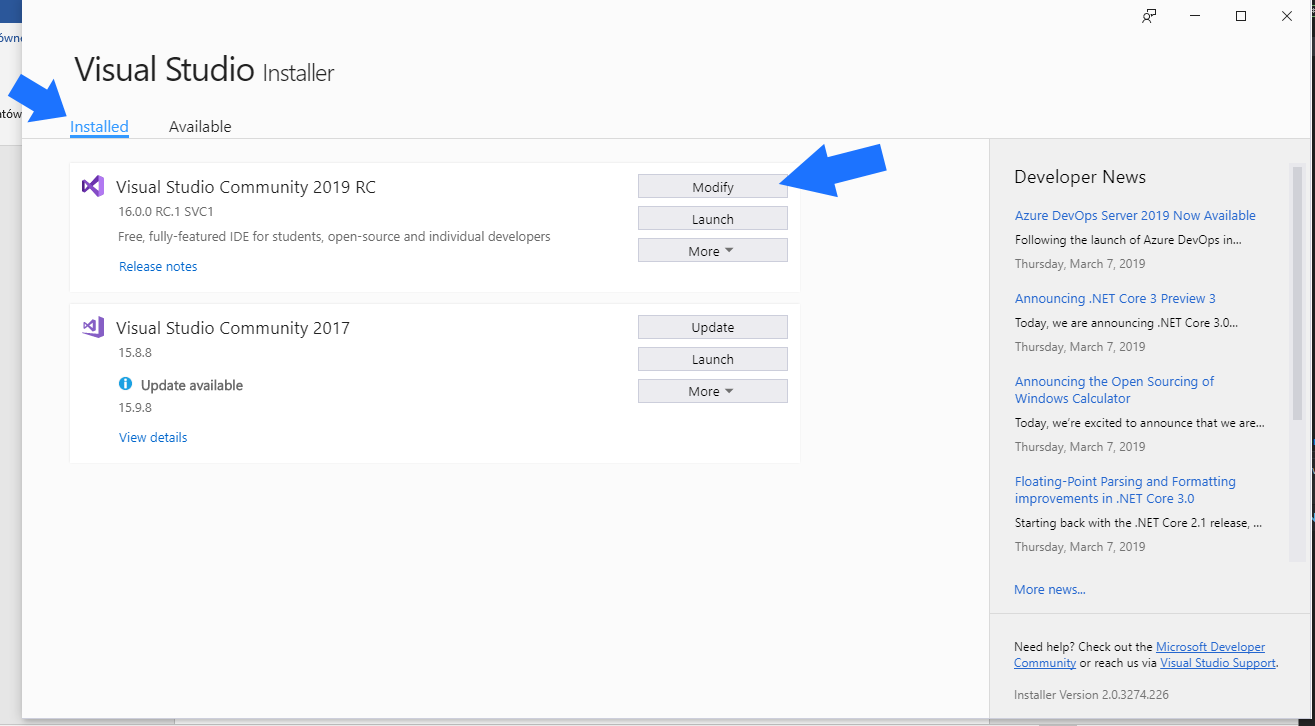 Visual Studio Installer
Installed
Available
Visual Studio Community 2019 RC
16.0.0 RC.1 SVC1
Free, fully-featured IDE for students, open-source and individual developers
Release notes
Modify
Launch
More
Visual Studio Community 2017
15.8.8
Update available
15.9.8
View details
Update
Launch
More
Developer News
Azure DevOps Server 2019 Now Available
Following the launch of Azure DevOps in...
Thursday, March 7, 2019
Announcing .NET Core 3 Preview 3
Today, we are announcing .NET Core 3.0...
Thursday, March 7, 2019
Announcing the Open Sourcing of
Windows Calculator
Today, we're excited to announce that we are...
Thursday, March 7, 2019
Floating-Point Parsing and Formatting
improvements in .NET Core 3.0
Starting back with the .NET Core 2.1 release, ...
Thursday, March 7, 2019
More news...
Need help? Check out the Microsoft Developer
Community or reach us via Visual Studio Support.
Installer Version 2.0.3274.226